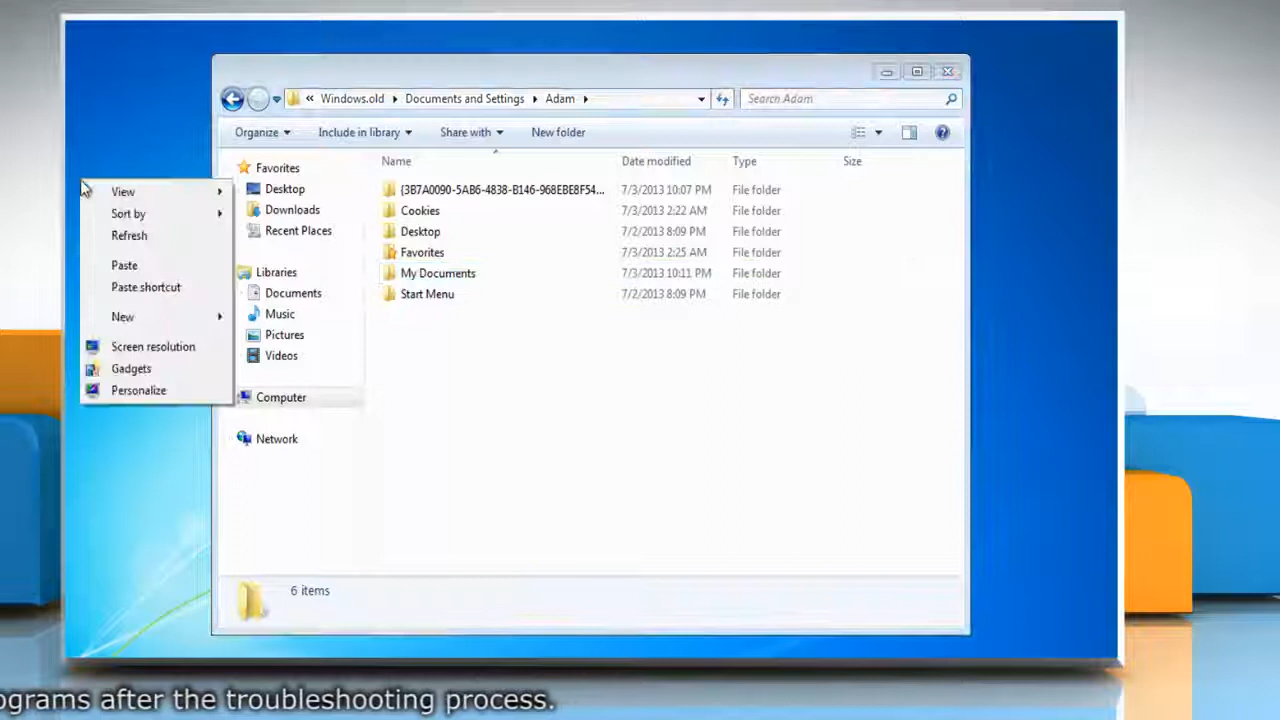 « Windows.old Documents and Settings Adam
Search Adam
Organize Include in library Share with New folder
Name Date modified Type Size
Favorites
Desktop
Downloads
Recent Places
Libraries
Documents
Music
Pictures
Videos
Computer
Network
{3B7A0090-5AB6-4838-B146-968EBE8F54... 7/3/2013 10:07 PM File folder
Cookies 7/3/2013 2:22 AM File folder
Desktop 7/2/2013 8:09 PM File folder
Favorites 7/3/2013 2:25 AM File folder
My Documents 7/3/2013 10:11 PM File folder
Start Menu 7/2/2013 8:09 PM File folder
6 items
View
Sort by
Refresh
Paste
Paste shortcut
New
Screen resolution
Gadgets
Personalize
ograms after the troubleshooting process.